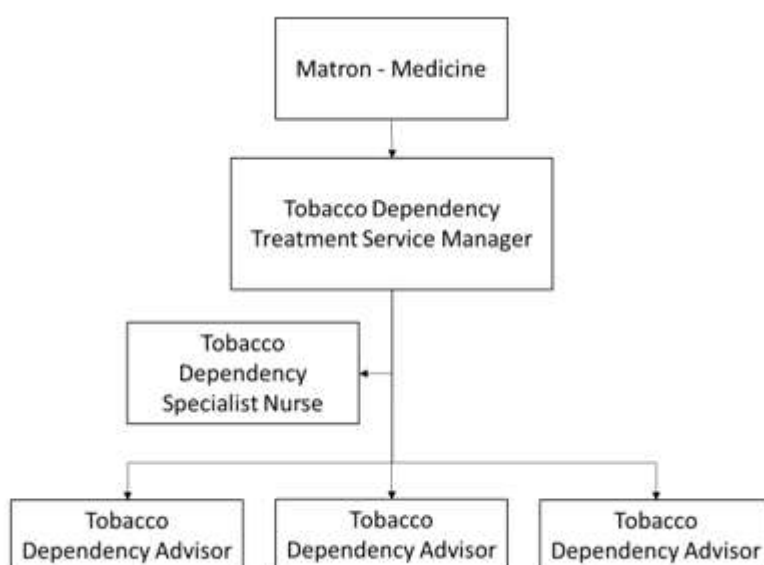 Matron - Medicine
Tobacco Dependency
Treatment Service Manager
Tobacco
Dependency
Specialist Nurse
Tobacco
Dependency Advisor
Tobacco
Dependency Advisor
Tobacco
Dependency Advisor